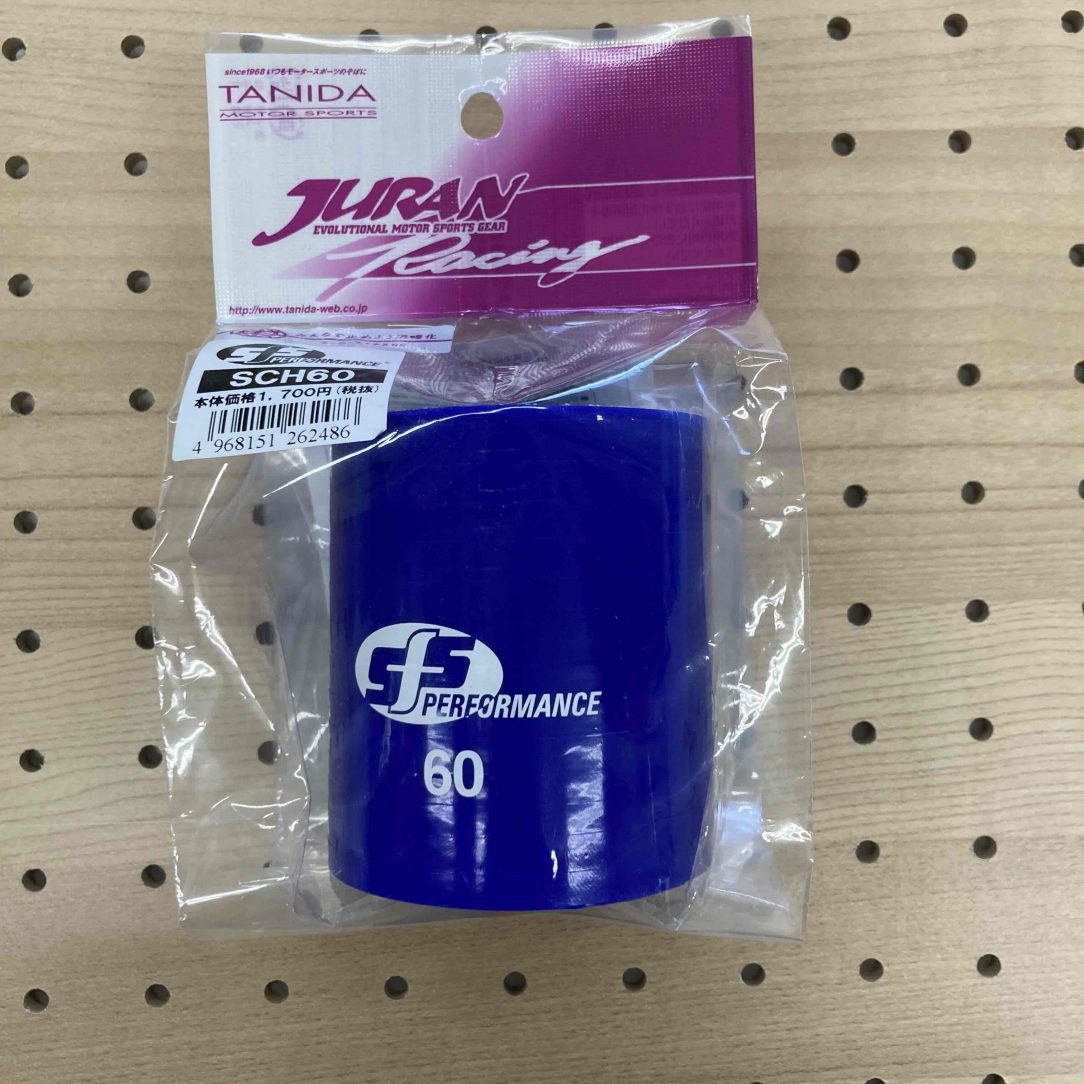 since1968 いつもモータースポーツのそばに
TANIDA
MOTOR SPORTS
JURAN
EVOLUTIONAL MOTOR SPORTS GEAR
Racing
http://www.tanida-web.co.jp
SFS
PERFORMANCE
SCH60
本体価格1,700円(税抜)
4 968151 262486
SFS
PERFORMANCE
60